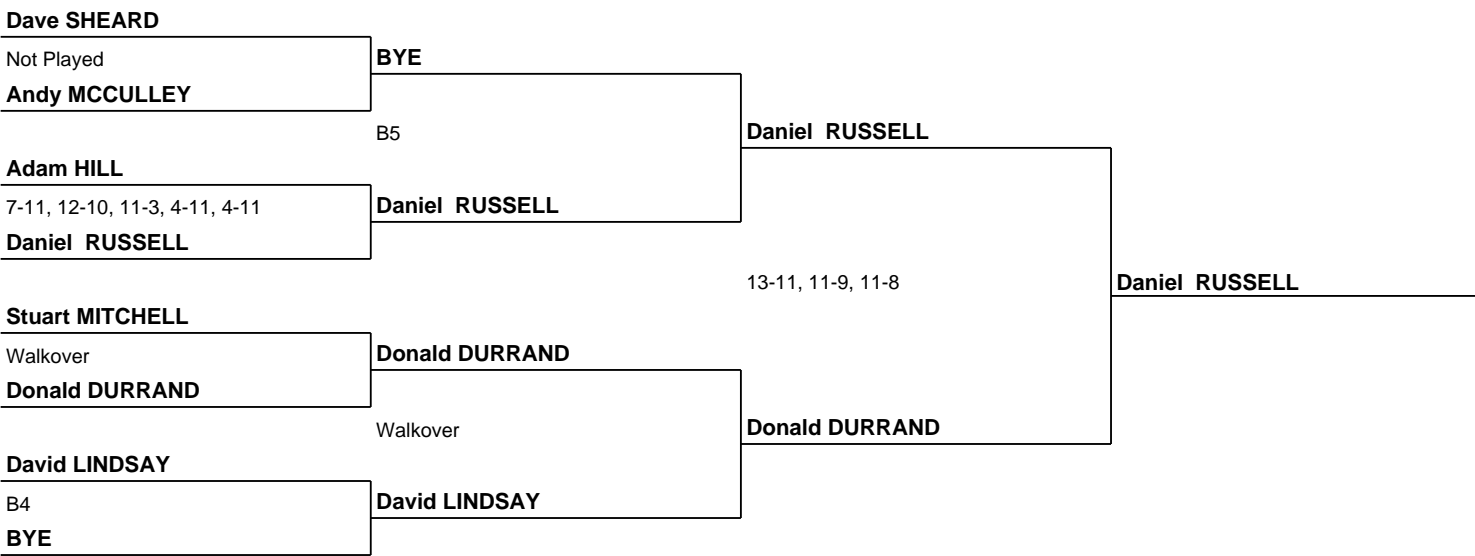 Dave SHEARD
Not Played
BYE
Andy MCCULLEY
B5
Daniel  RUSSELL
Adam HILL
7-11, 12-10, 11-3, 4-11, 4-11
Daniel  RUSSELL
Daniel  RUSSELL
13-11, 11-9, 11-8
Daniel  RUSSELL
Stuart MITCHELL
Walkover
Donald DURRAND
Donald DURRAND
Walkover
Donald DURRAND
David LINDSAY
B4
David LINDSAY
BYE